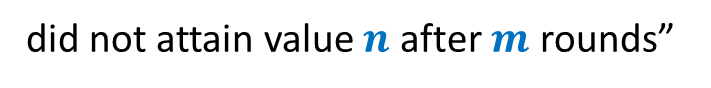 did not attain value n after m rounds”